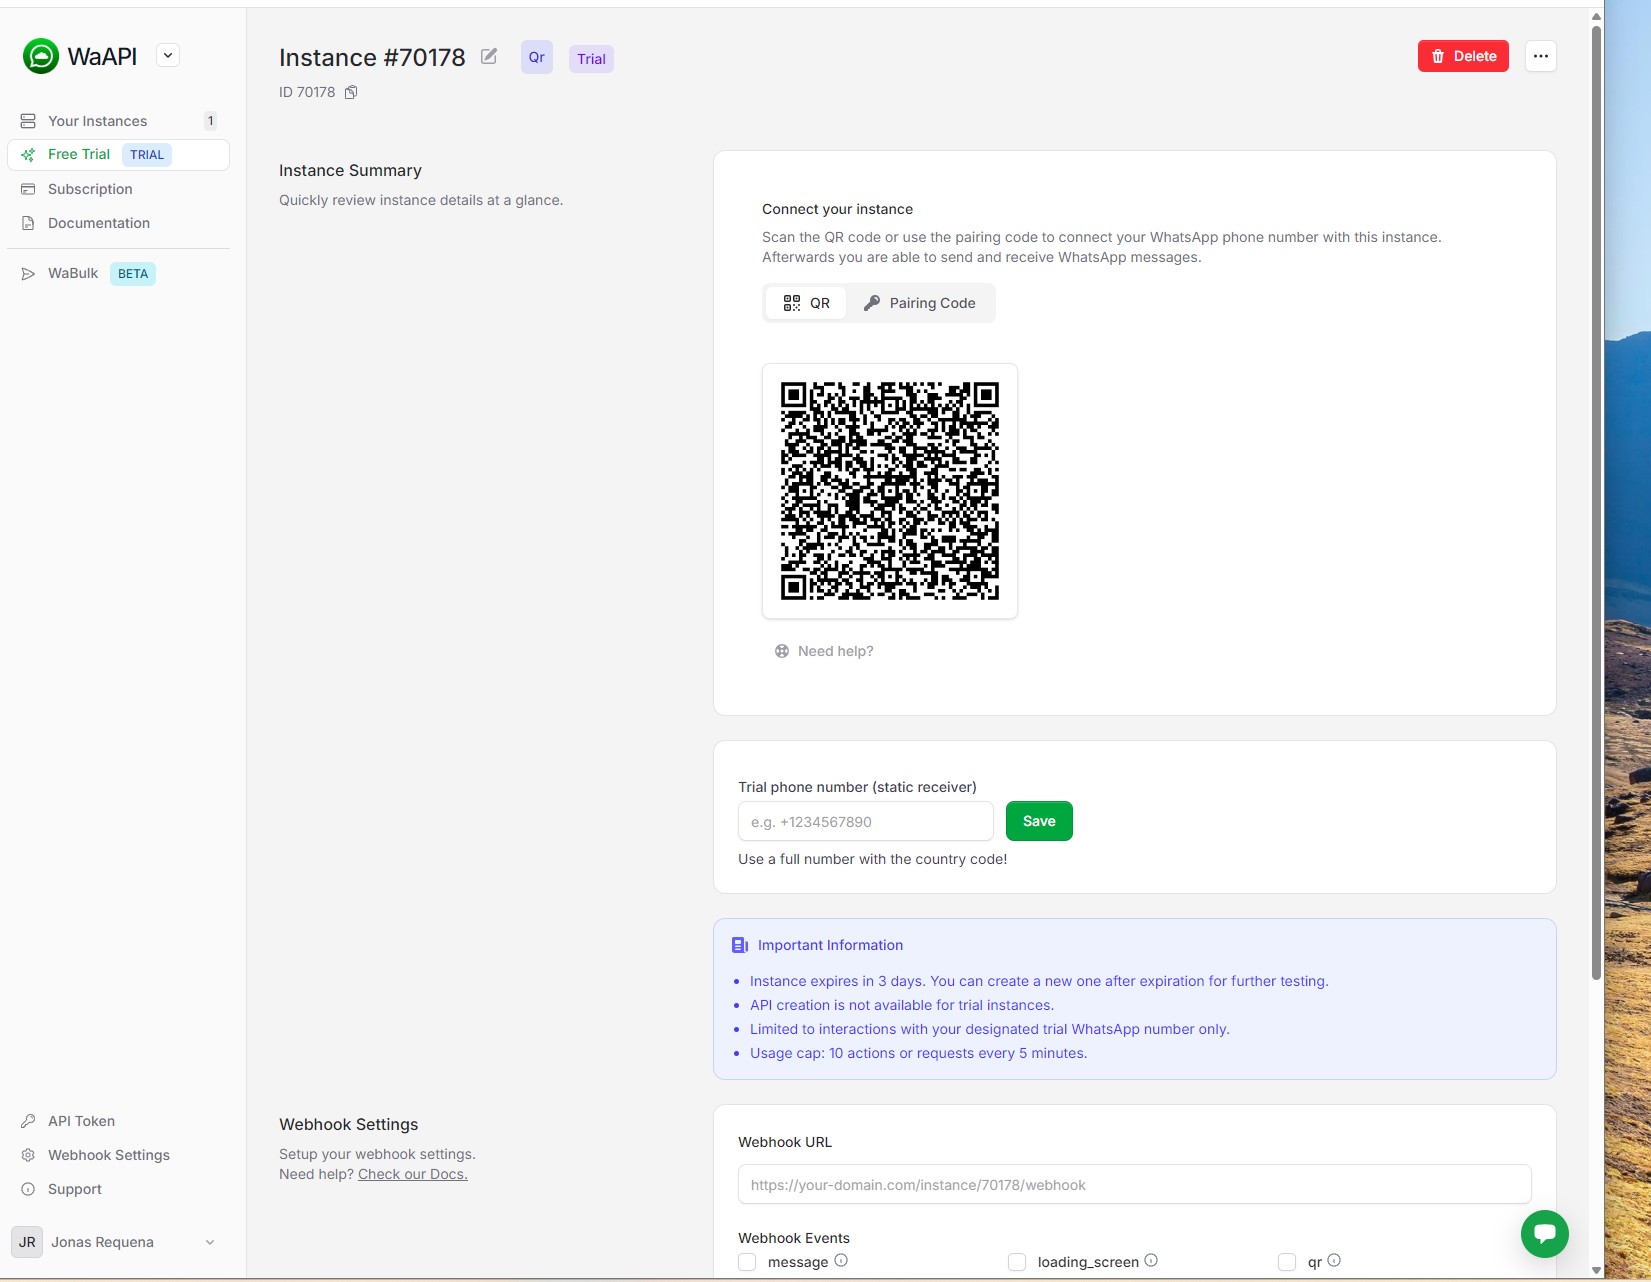 WaAPI
Your Instances 1
Free Trial TRIAL
Subscription
Documentation
WaBulk BETA
API Token
Webhook Settings
Support
JR Jonas Requena
Instance #70178 Qr Trial
ID 70178
Delete
Instance Summary
Quickly review instance details at a glance.
Connect your instance
Scan the QR code or use the pairing code to connect your WhatsApp phone number with this instance.
Afterwards you are able to send and receive WhatsApp messages.
QR Pairing Code
Need help?
Trial phone number (static receiver)
e.g. +1234567890 Save
Use a full number with the country code!
Important Information
• Instance expires in 3 days. You can create a new one after expiration for further testing.
• API creation is not available for trial instances.
• Limited to interactions with your designated trial WhatsApp number only.
• Usage cap: 10 actions or requests every 5 minutes.
Webhook Settings
Setup your webhook settings.
Need help? Check our Docs.
Webhook URL
https://your-domain.com/instance/70178/webhook
Webhook Events
message loading_screen qr